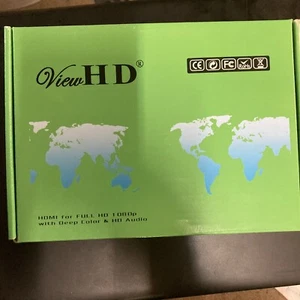 ViewHD®
HDMI for FULL HD 1080p
with Deep Color & HD Audio